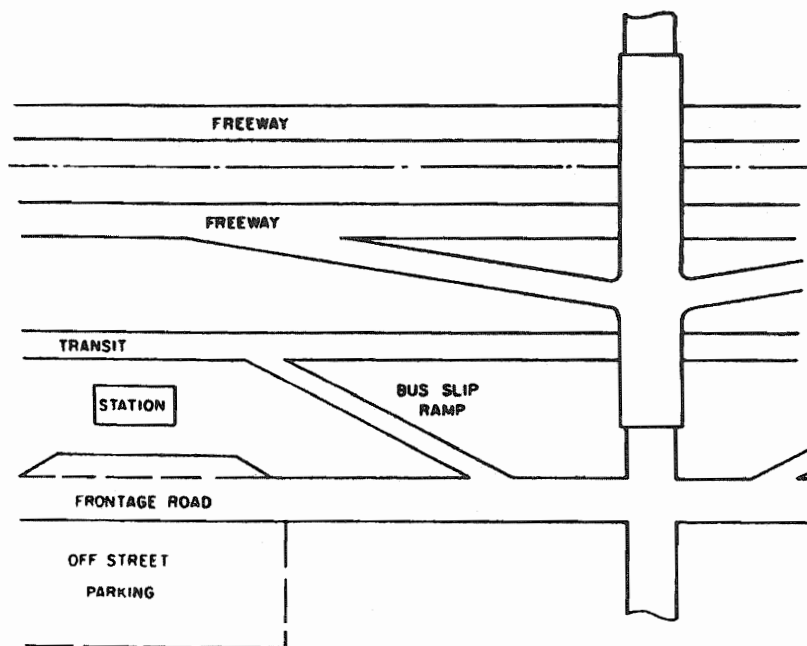 FREEWAY
FREEWAY
TRANSIT
BUS SLIP
RAMP
STATION
FRONTAGE ROAD
OFF STREET
PARKING